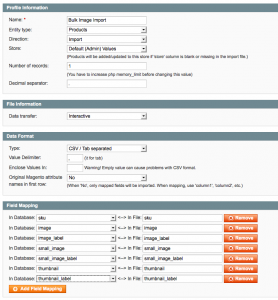 Profile Information
Name: * Bulk Image import
Entity type: Products
Direction: Import
Store: Default (Admin) Values
(Products will be added/updated to this store if 'store' column is blank or missing in the import file.)
Number of records: 1
(You have to increase php memory_limit before changing this value)
Decimal separator: .
File Information
Data transfer: Interactive
Data Format
Type: CSV / Tab separated
Value Delimiter: , (\t for tab)
Enclose Values In: " Warning! Empty value can cause problems with CSV format.
Original Magento attribute No
names in first row: (When 'No', only mapped fields will be imported. When mapping, use 'column1', 'column2', etc.)
Field Mapping
In Database: sku <--> In File: sku Remove
In Database: image <--> In File: image Remove
In Database: image_label <--> In File: image_label Remove
In Database: small_image <--> In File: small_image Remove
In Database: small_image_label <--> In File: small_image_label Remove
In Database: thumbnail <--> In File: thumbnail Remove
In Database: thumbnail_label <--> In File: thumbnail_label Remove
Add Field Mapping